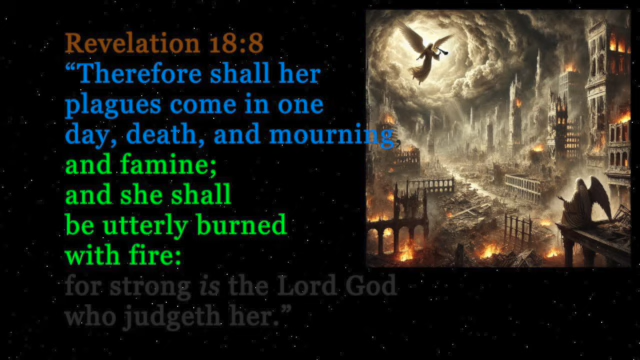 Revelation 18:8
“Therefore shall her
plagues come in one
day, death, and mourning,
and famine;
and she shall
be utterly burned
with fire:
for strong is the Lord God
who judgeth her.”